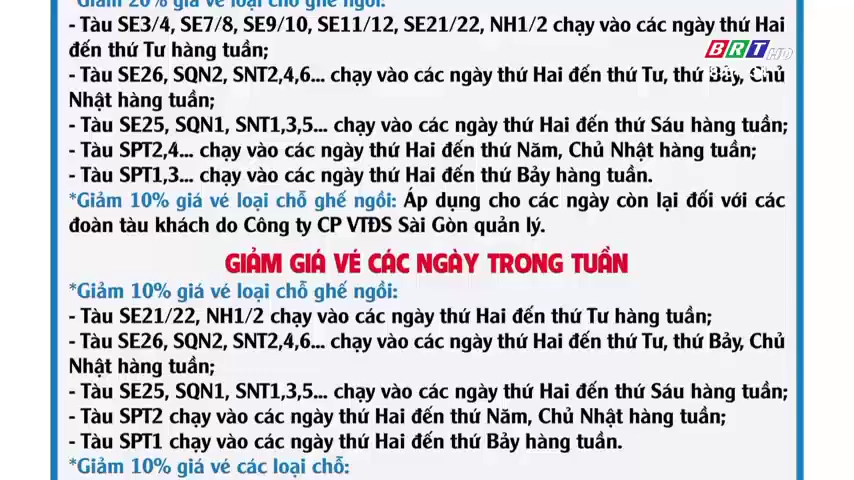 *Giảm 20% giá vé loại chỗ ghế ngồi:
- Tàu SE3/4, SE7/8, SE9/10, SE11/12, SE21/22, NH1/2 chạy vào các ngày thứ Hai
đến thứ Tư hàng tuần;
BRT HD
- Tàu SE26, SQN2, SNT2,4,6... chạy vào các ngày thứ Hai đến thứ Tư, thứ Bảy, Chủ
Nhật hàng tuần;
- Tàu SE25, SQN1, SNT1,3,5... chạy vào các ngày thứ Hai đến thứ Sáu hàng tuần;
- Tàu SPT2,4... chạy vào các ngày thứ Hai đến thứ Năm, Chủ Nhật hàng tuần;
- Tàu SPT1,3... chạy vào các ngày thứ Hai đến thứ Bảy hàng tuần.
*Giảm 10% giá vé loại chỗ ghế ngồi: Áp dụng cho các ngày còn lại đối với các
đoàn tàu khách do Công ty CP VTĐS Sài Gòn quản lý.
GIẢM GIÁ VÉ CÁC NGÀY TRONG TUẦN
*Giảm 10% giá vé loại chỗ ghế ngồi:
- Tàu SE21/22, NH1/2 chạy vào các ngày thứ Hai đến thứ Tư hàng tuần;
- Tàu SE26, SQN2, SNT2,4,6... chạy vào các ngày thứ Hai đến thứ Tư, thứ Bảy, Chủ
Nhật hàng tuần;
- Tàu SE25, SQN1, SNT1,3,5... chạy vào các ngày thứ Hai đến thứ Sáu hàng tuần;
- Tàu SPT2 chạy vào các ngày thứ Hai đến thứ Năm, Chủ Nhật hàng tuần;
- Tàu SPT1 chạy vào các ngày thứ Hai đến thứ Bảy hàng tuần.
*Giảm 10% giá vé các loại chỗ: